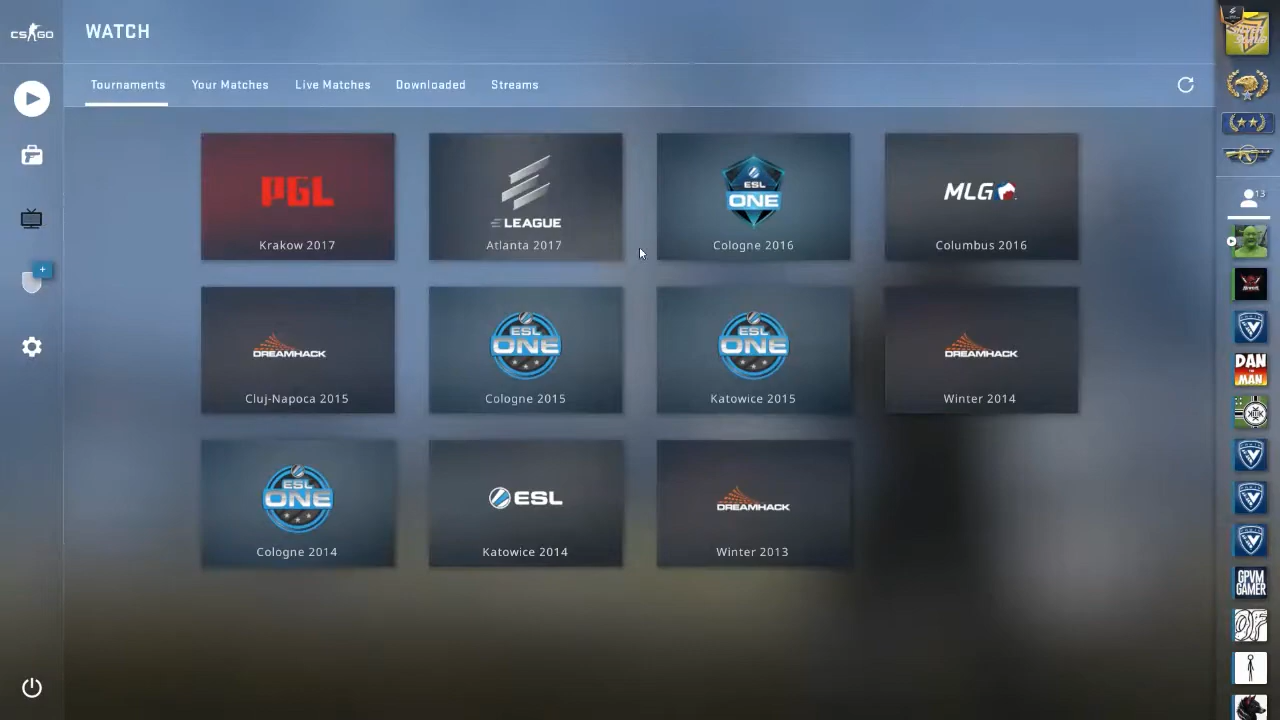 CS GO
WATCH
Tournaments
Your Matches
Live Matches
Downloaded
Streams
PGL
Krakow 2017
ELEAGUE
Atlanta 2017
ESL
ONE
Cologne 2016
MLG
Columbus 2016
DREAMHACK
Cluj-Napoca 2015
ESL
ONE
Cologne 2015
ESL
ONE
Katowice 2015
DREAMHACK
Winter 2014
ESL
ONE
Cologne 2014
ESL
Katowice 2014
DREAMHACK
Winter 2013
+
13
DAN
MAN
GPVM
GAMER